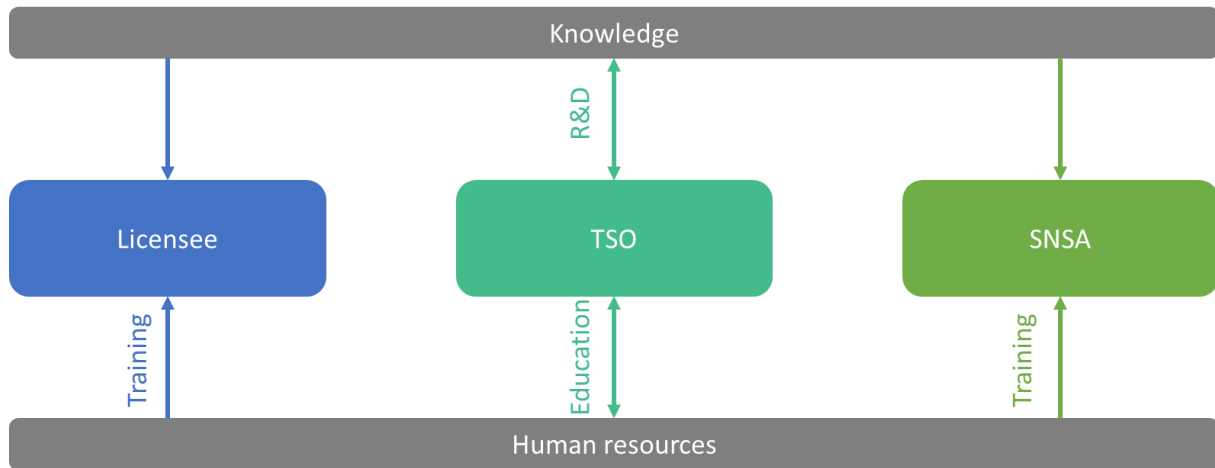 Knowledge
R&D
Licensee
TSO
SNSA
Training
Education
Training
Human resources